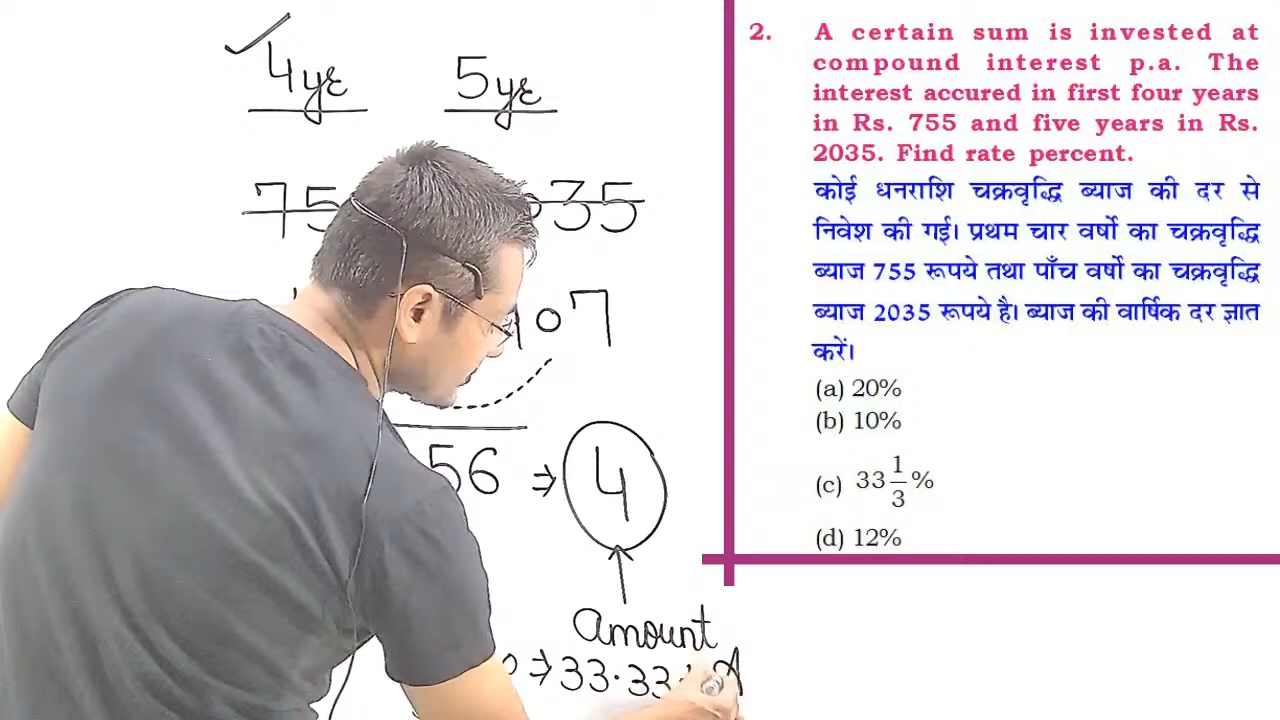 4yr 5yr
75 35
107
56 ⇒ 4
Amount
⇒ 33.33
2. A certain sum is invested at
compound interest p.a. The
interest accured in first four years
in Rs. 755 and five years in Rs.
2035. Find rate percent.
कोई धनराशि चक्रवृद्धि ब्याज की दर से
निवेश की गई। प्रथम चार वर्षो का चक्रवृद्धि
ब्याज 755 रूपये तथा पाँच वर्षो का चक्रवृद्धि
ब्याज 2035 रूपये है। ब्याज की वार्षिक दर ज्ञात
करें।
(a) 20%
(b) 10%
(c) 33 1/3 %
(d) 12%